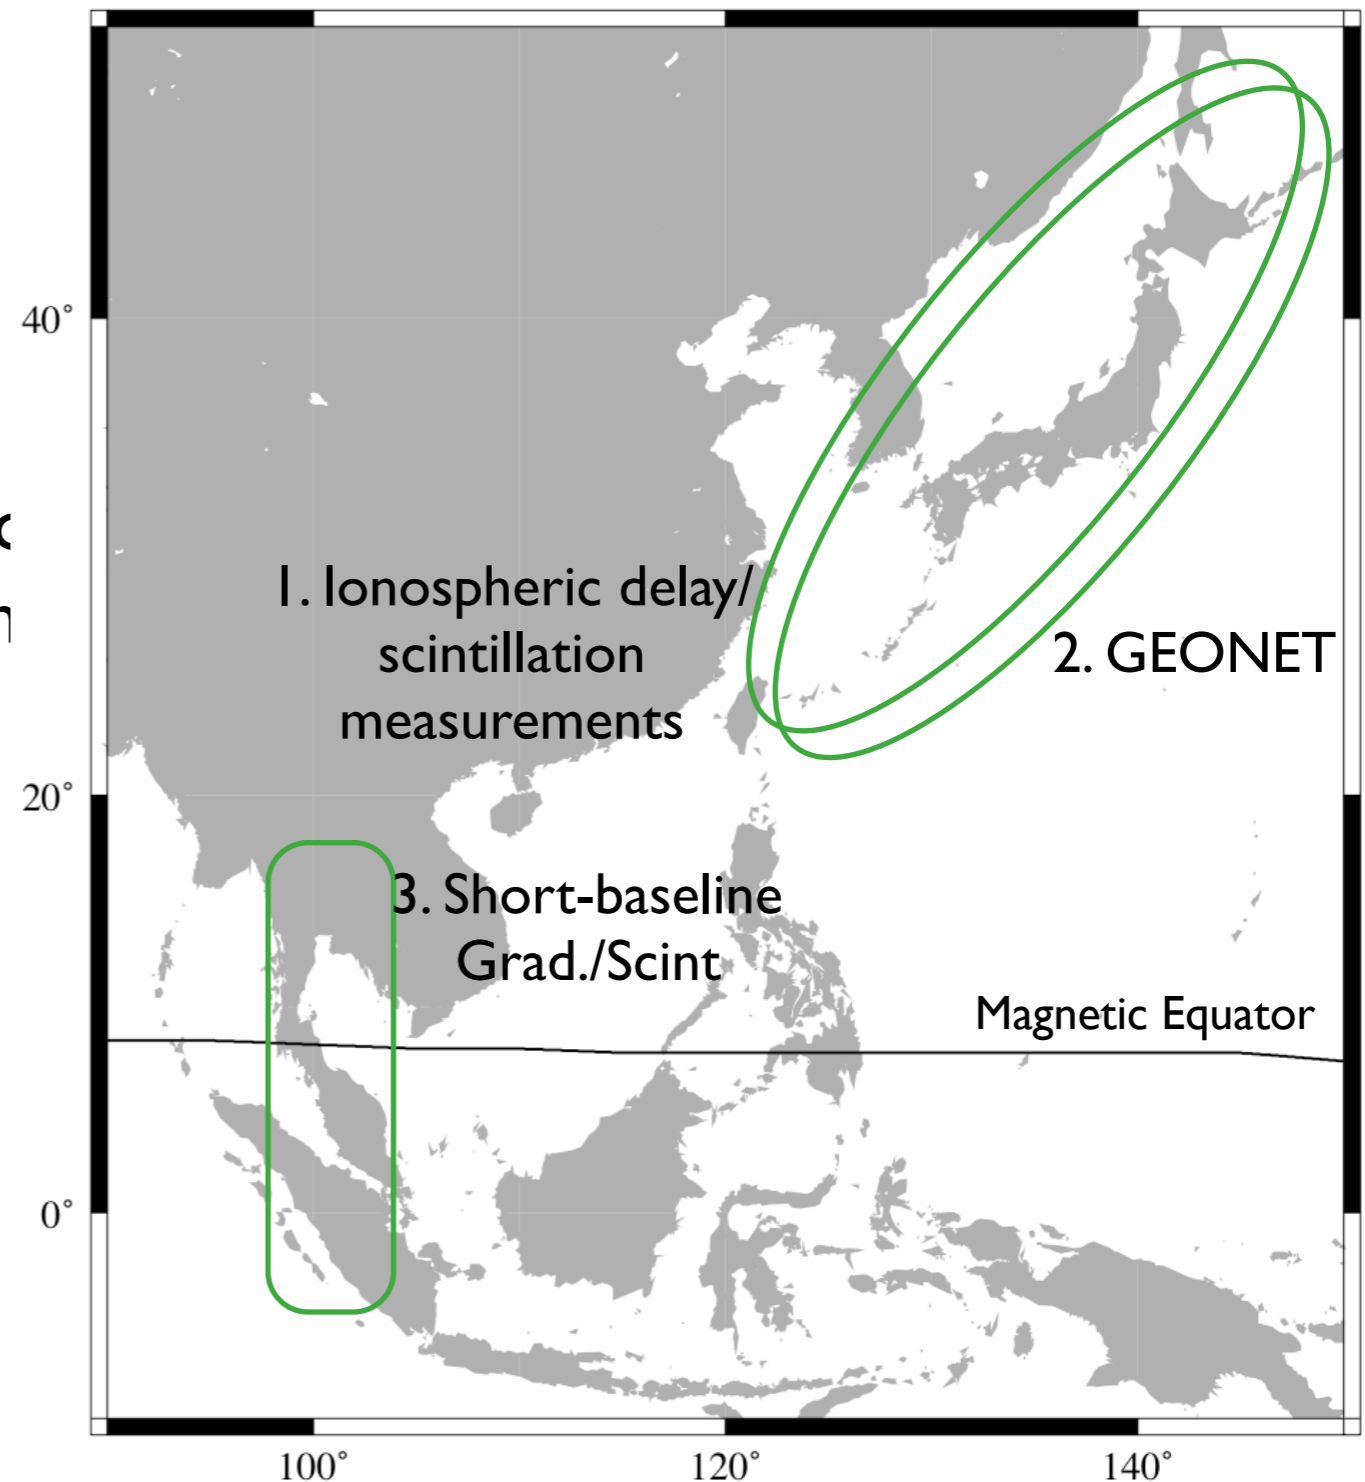 40°
1. Ionospheric delay/
scintillation
measurements
2. GEONET
20°
3. Short-baseline
Grad./Scint
Magnetic Equator
0°
100°
120°
140°